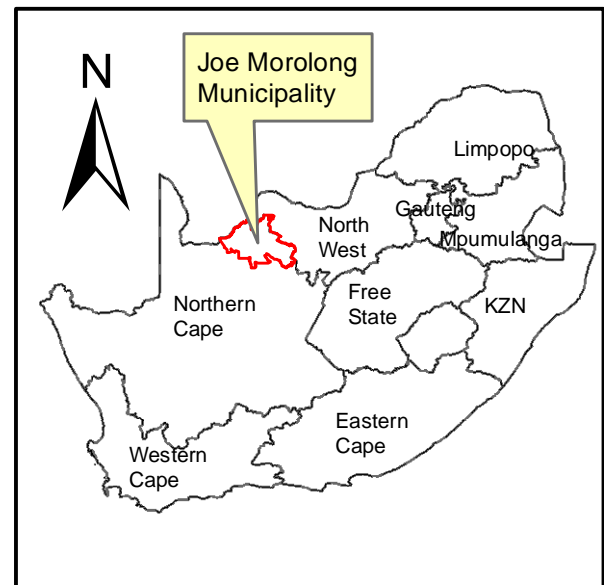 N
Joe Morolong
Municipality
Limpopo
Gauteng
North
West
Mpumulanga
Free
State
KZN
Northern
Cape
Eastern
Cape
Western
Cape